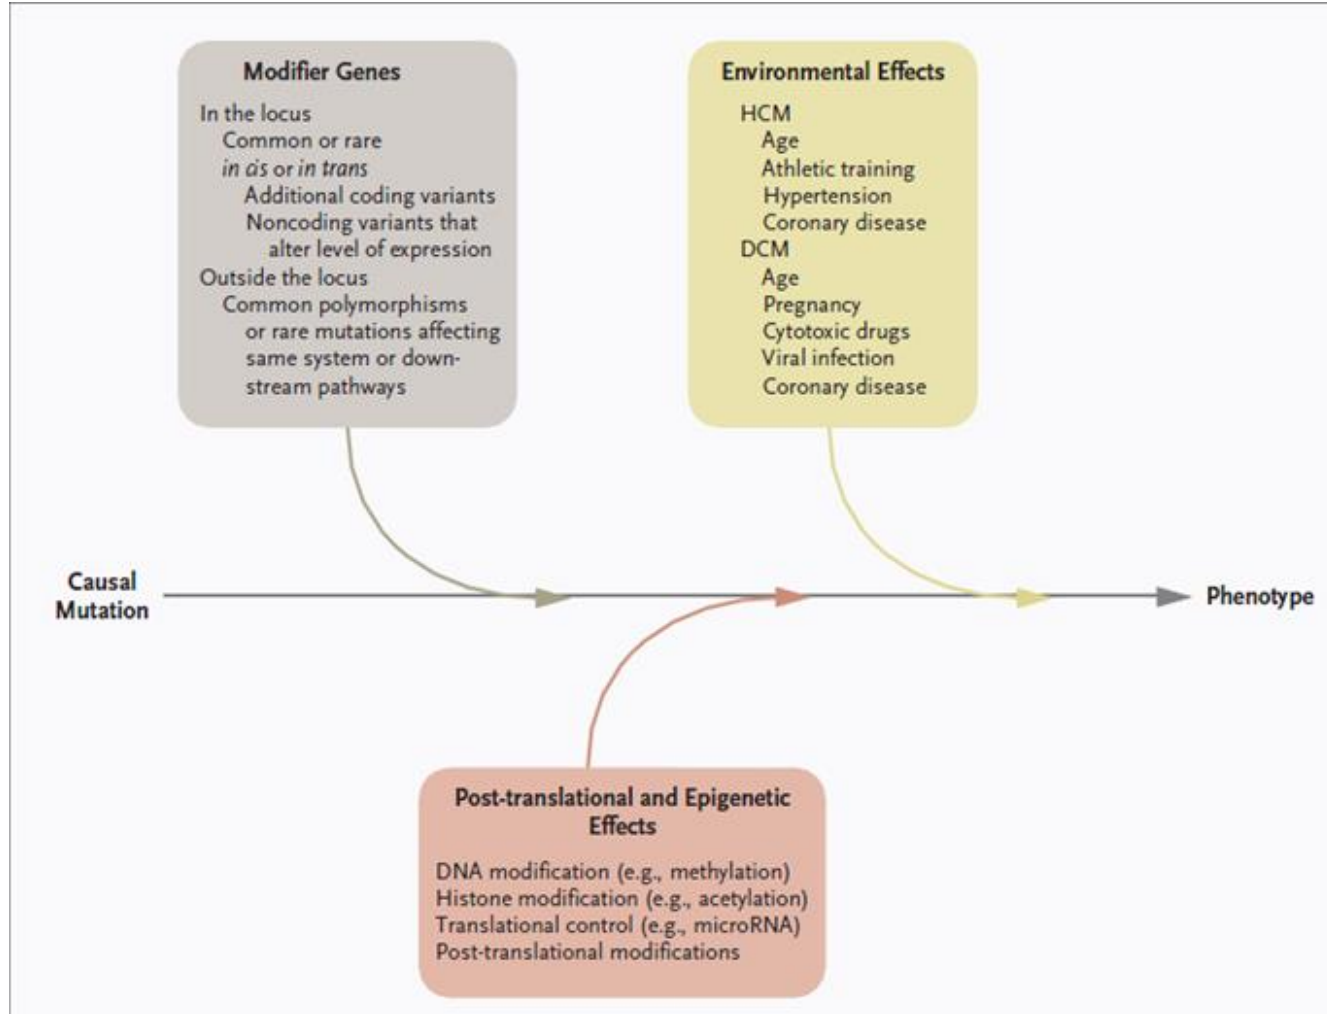 Modifier Genes
In the locus
Common or rare
in cis or in trans
Additional coding variants
Noncoding variants that
alter level of expression
Outside the locus
Common polymorphisms
or rare mutations affecting
same system or down-
stream pathways
Environmental Effects
HCM
Age
Athletic training
Hypertension
Coronary disease
DCM
Age
Pregnancy
Cytotoxic drugs
Viral infection
Coronary disease
Causal
Mutation
Phenotype
Post-translational and Epigenetic
Effects
DNA modification (e.g., methylation)
Histone modification (e.g., acetylation)
Translational control (e.g., microRNA)
Post-translational modifications